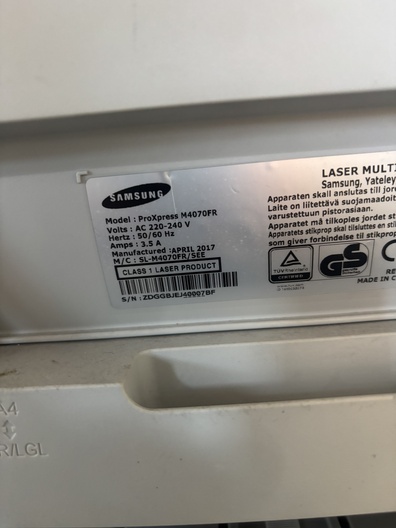 SAMSUNG
Model : ProXpress M4070FR
Volts : AC 220-240 V
Hertz : 50/60 Hz
Amps : 3.5 A
Manufactured :APRIL 2017
M/C : SL-M4070FR/SEE
CLASS 1 LASER PRODUCT
S/N : ZDGGBJEJ40007BF
LASER MULTI
Samsung, Yateley
Apparaten skall anslutas till jor
Laite on liitettävä suojamaadoit
varustettuun pistorasiaan.
Apparatet må tilkoples jordet st
Apparatets stikprop skal tilsluttes en stik
som giver forbindelse til stikprop
GS
MADE IN C
A4
R/LGL